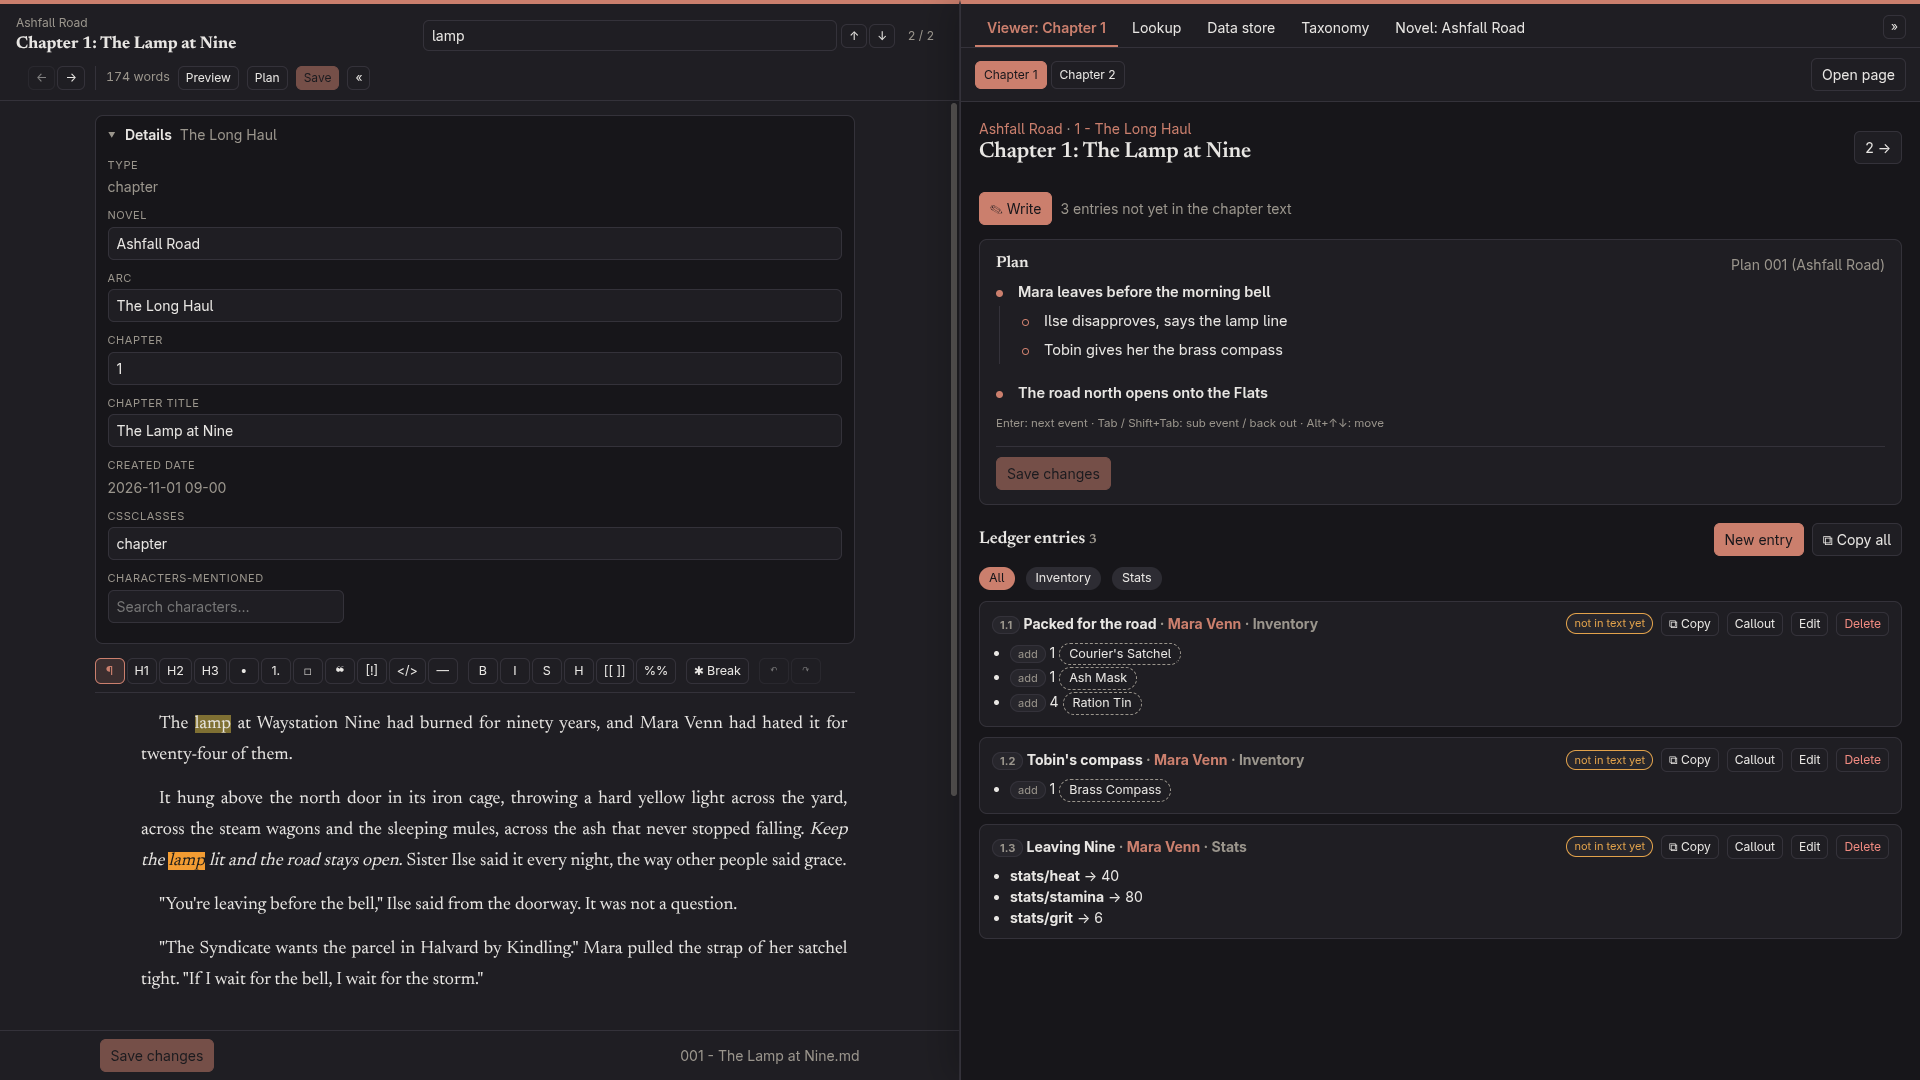 Ashfall Road
Chapter 1: The Lamp at Nine
lamp
↑ ↓ 2 / 2
← → 174 words Preview Plan Save «
▼ Details The Long Haul
TYPE
chapter
NOVEL
Ashfall Road
ARC
The Long Haul
CHAPTER
1
CHAPTER TITLE
The Lamp at Nine
CREATED DATE
2026-11-01 09-00
CSSCLASSES
chapter
CHARACTERS-MENTIONED
Search characters...
¶ H1 H2 H3 • 1. □ ❝ [!] </> — B I S H [[ ]] %% ✱ Break ↶ ↷
The lamp at Waystation Nine had burned for ninety years, and Mara Venn had hated it for
twenty-four of them.
It hung above the north door in its iron cage, throwing a hard yellow light across the yard,
across the steam wagons and the sleeping mules, across the ash that never stopped falling. Keep
the lamp lit and the road stays open. Sister Ilse said it every night, the way other people said grace.
"You're leaving before the bell," Ilse said from the doorway. It was not a question.
"The Syndicate wants the parcel in Halvard by Kindling." Mara pulled the strap of her satchel
tight. "If I wait for the bell, I wait for the storm."
Save changes
001 - The Lamp at Nine.md
Viewer: Chapter 1 Lookup Data store Taxonomy Novel: Ashfall Road »
Chapter 1 Chapter 2 Open page
Ashfall Road · 1 - The Long Haul
Chapter 1: The Lamp at Nine
2 →
✎ Write 3 entries not yet in the chapter text
Plan
Plan 001 (Ashfall Road)
Mara leaves before the morning bell
Ilse disapproves, says the lamp line
Tobin gives her the brass compass
The road north opens onto the Flats
Enter: next event · Tab / Shift+Tab: sub event / back out · Alt+↑↓: move
Save changes
Ledger entries 3
New entry ⧉ Copy all
All Inventory Stats
1.1 Packed for the road · Mara Venn · Inventory not in text yet ⧉ Copy Callout Edit Delete
• add 1 Courier's Satchel
• add 1 Ash Mask
• add 4 Ration Tin
1.2 Tobin's compass · Mara Venn · Inventory not in text yet ⧉ Copy Callout Edit Delete
• add 1 Brass Compass
1.3 Leaving Nine · Mara Venn · Stats not in text yet ⧉ Copy Callout Edit Delete
• stats/heat → 40
• stats/stamina → 80
• stats/grit → 6